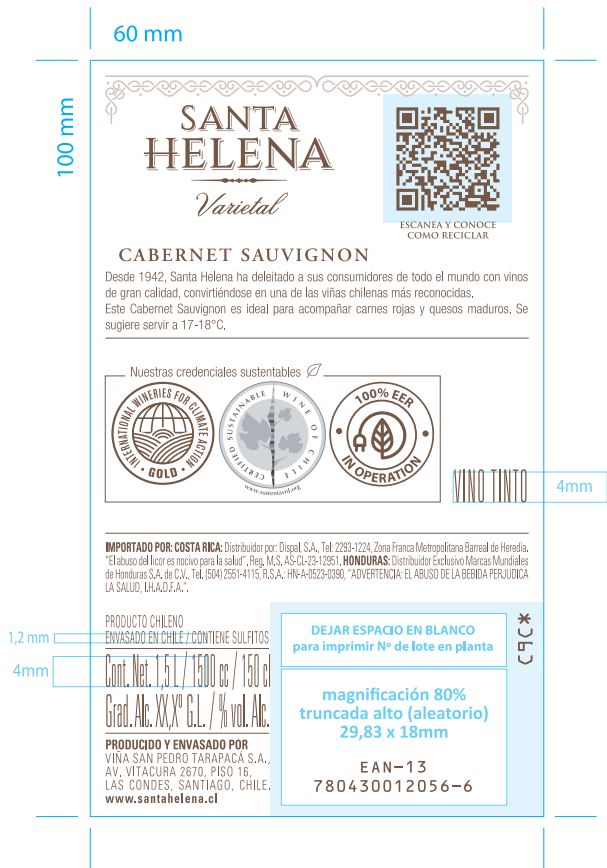 60 mm
100 mm
SANTA
HELENA
Varietal
ESCANEA Y CONOCE
COMO RECICLAR
CABERNET SAUVIGNON
Desde 1942, Santa Helena ha deleitado a sus consumidores de todo el mundo con vinos
de gran calidad, convirtiéndose en una de las viñas chilenas más reconocidas.
Este Cabernet Sauvignon es ideal para acompañar carnes rojas y quesos maduros. Se
sugiere servir a 17-18°C.
Nuestras credenciales sustentables
INTERNATIONAL WINERIES FOR CLIMATE ACTION
• GOLD •
CERTIFIED SUSTAINABLE WINE OF CHILE
www.sustentavid.org
100% EER
• IN OPERATION •
VINO TINTO
4mm
IMPORTADO POR: COSTA RICA: Distribuidor por: Dispal, S.A., Tel: 2293-1224, Zona Franca Metropolitana Barreal de Heredia.
"El abuso del licor es nocivo para la salud". Reg. M.S. AS-CL-23-12951. HONDURAS: Distribuidor Exclusivo Marcas Mundiales
de Honduras S.A. de C.V., Tel. (504) 2551-4115, R.S.A.: HN-A-0523-0390, "ADVERTENCIA: EL ABUSO DE LA BEBIDA PERJUDICA
LA SALUD, I.H.A.D.F.A.".
PRODUCTO CHILENO
1,2 mm
ENVASADO EN CHILE / CONTIENE SULFITOS
4mm
Cont. Net. 1,5 L / 1500 cc / 150 cl
Grad. Alc. XX,X° G.L. / % vol. Alc.
PRODUCIDO Y ENVASADO POR
VIÑA SAN PEDRO TARAPACÁ S.A.,
AV. VITACURA 2670, PISO 16,
LAS CONDES, SANTIAGO, CHILE.
www.santahelena.cl
DEJAR ESPACIO EN BLANCO
para imprimir Nº de lote en planta
magnificación 80%
truncada alto (aleatorio)
29,83 x 18mm
EAN-13
780430012056-6